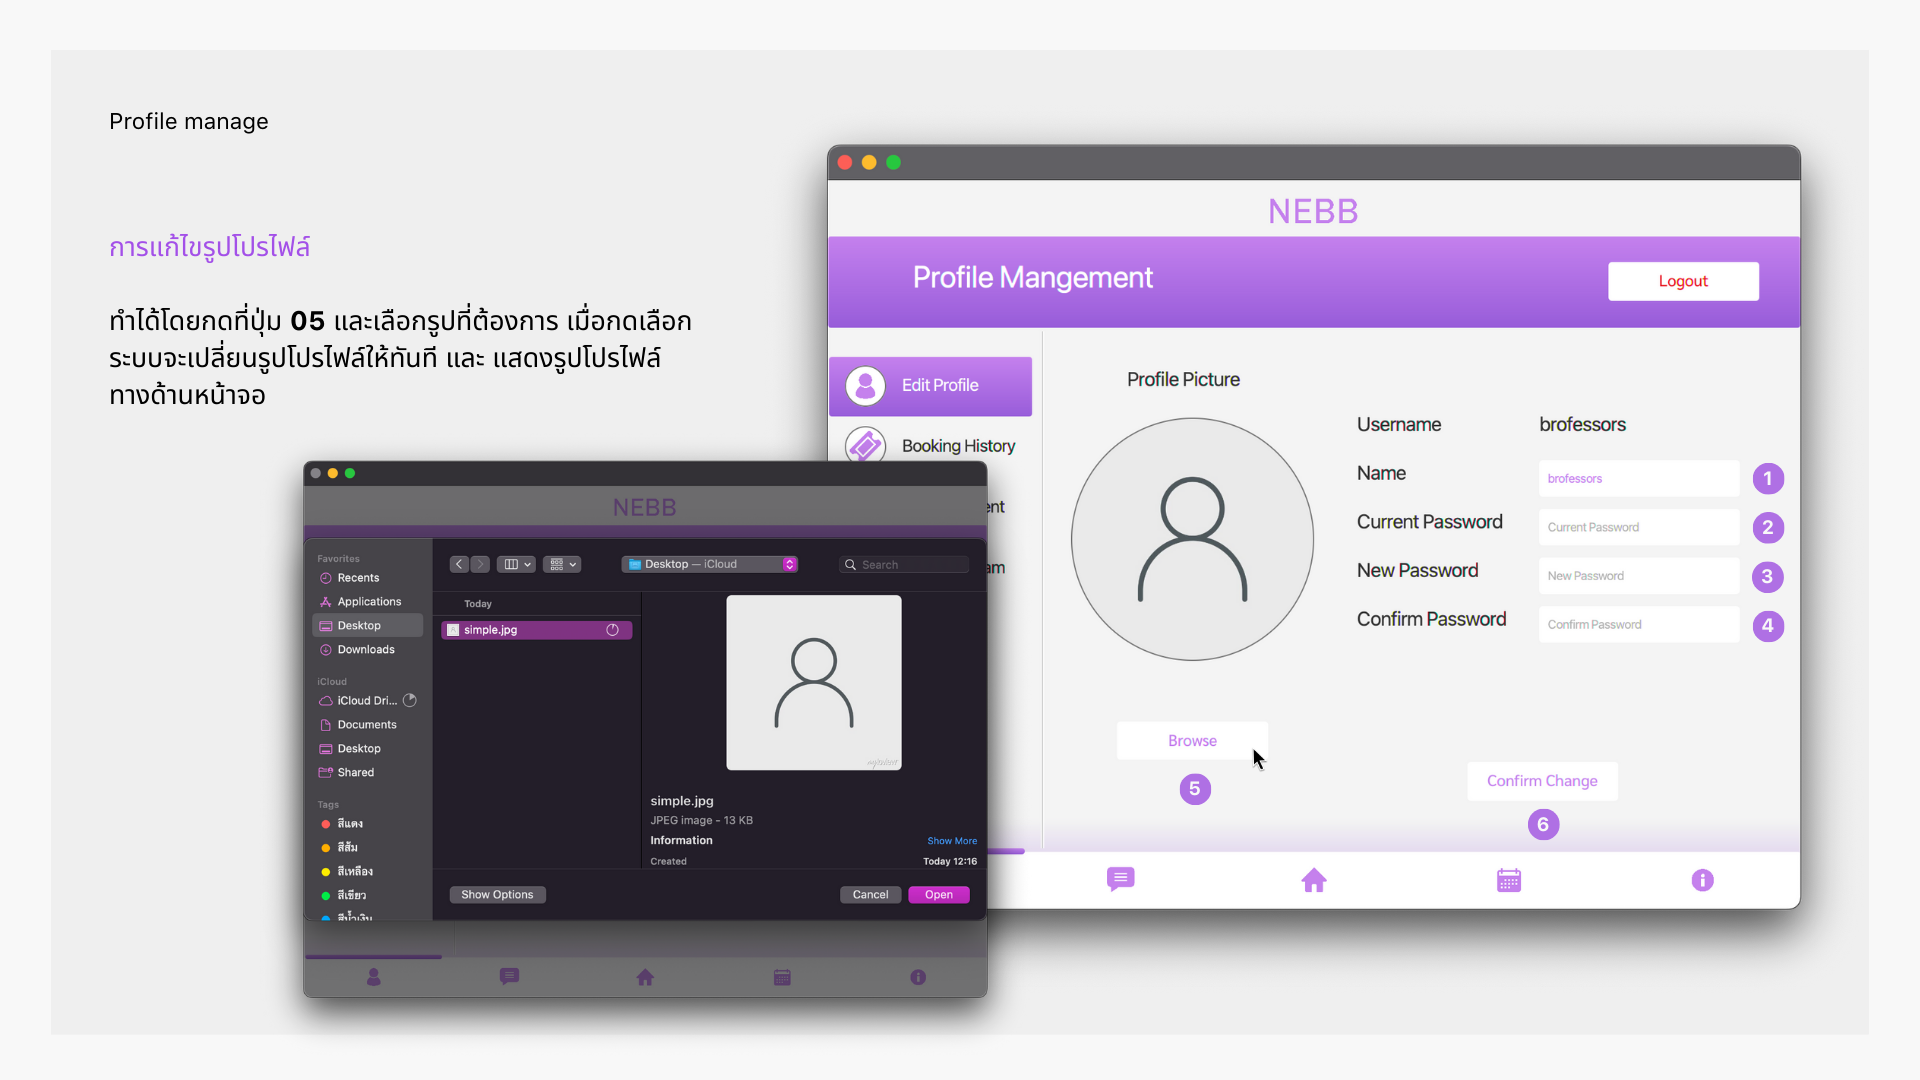 Profile manage
การแก้ไขรูปโปรไฟล์
ทำได้โดยกดที่ปุ่ม 05 และเลือกรูปที่ต้องการ เมื่อกดเลือก
ระบบจะเปลี่ยนรูปโปรไฟล์ให้ทันที และ แสดงรูปโปรไฟล์
ทางด้านหน้าจอ
NEBB
Profile Mangement
Logout
Edit Profile
Booking History
ent
am
Profile Picture
Username brofessors
Name brofessors 1
Current Password Current Password 2
New Password New Password 3
Confirm Password Confirm Password 4
Browse
5
Confirm Change
6
NEBB
Favorites
Recents
Applications
Desktop
Downloads
iCloud
iCloud Dri...
Documents
Desktop
Shared
Tags
สีแดง
สีส้ม
สีเหลือง
สีเขียว
สีน้ำเงิน
Desktop — iCloud
Search
Today
simple.jpg
simple.jpg
JPEG image - 13 KB
Information Show More
Created Today 12:16
Show Options
Cancel
Open